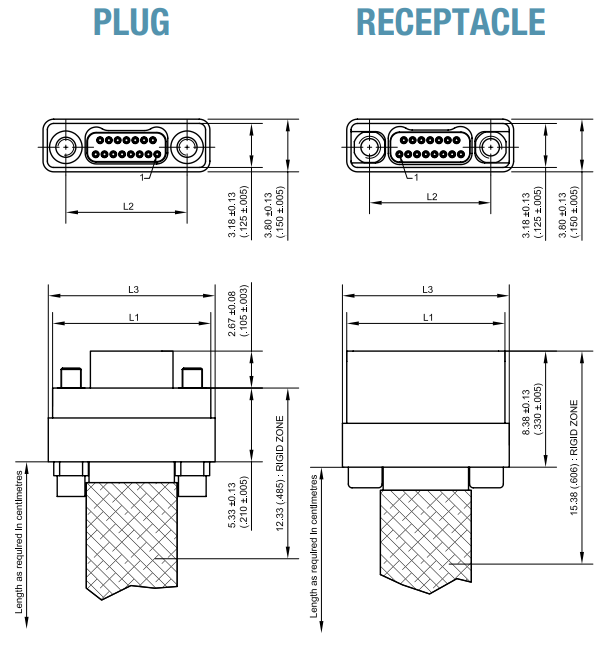 PLUG
RECEPTACLE
1
L2
3.18 ±0.13
(.125 ±.005)
3.80 ±0.13
(.150 ±.005)
1
L2
3.18 ±0.13
(.125 ±.005)
3.80 ±0.13
(.150 ±.005)
L3
L1
2.67 ±0.08
(.105 ±.003)
5.33 ±0.13
(.210 ±.005)
12.33 (.485) : RIGID ZONE
Length as required in centimetres
L3
L1
8.38 ±0.13
(.330 ±.005)
15.38 (.606) : RIGID ZONE
Length as required in centimetres